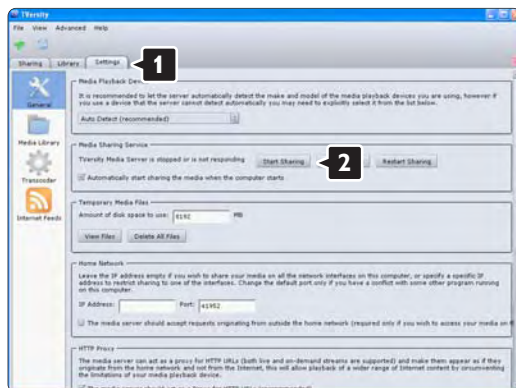 TVersity
File View Advanced Help
Sharing Library Settings
1
General
Media Library
Transcoder
Internet Feeds
Media Playback
It is recommended to let the server automatically detect the make and model of the media playback devices you are using, however if
you use a device that the server cannot detect automatically you may need to explicitly select it from the list below.
Auto Detect (recommended)
Media Sharing Service
TVersity Media Server is stopped or is not responding Start Sharing 2 Restart Sharing
Automatically start sharing the media when the computer starts
Temporary Media Files
Amount of disk space to use: 8192 MB
View Files Delete All Files
Home Network
Leave the IP address empty if you wish to share your media on all the network interfaces on this computer, or specify a specific IP
address to restrict sharing to one of the interfaces. Change the default port only if you have a conflict with some other program running
on this computer.
IP Address: Port: 41952
The media server should accept requests originating from outside the home network (required only if you wish to access your media on
HTTP Proxy
The media server can act as a proxy for HTTP URLs (both live and on-demand streams are supported) and make them appear as if they
originate from the home network and not from the Internet, this will allow playback of a wider range of Internet content by circumventing
the limitations of your media playback device.